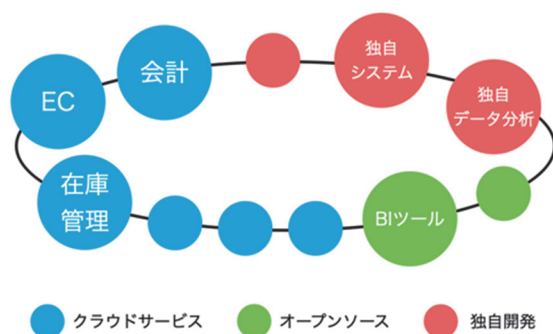 EC
会計
独自
システム
独自
データ分析
在庫
管理
BIツール
クラウドサービス
オープンソース
独自開発